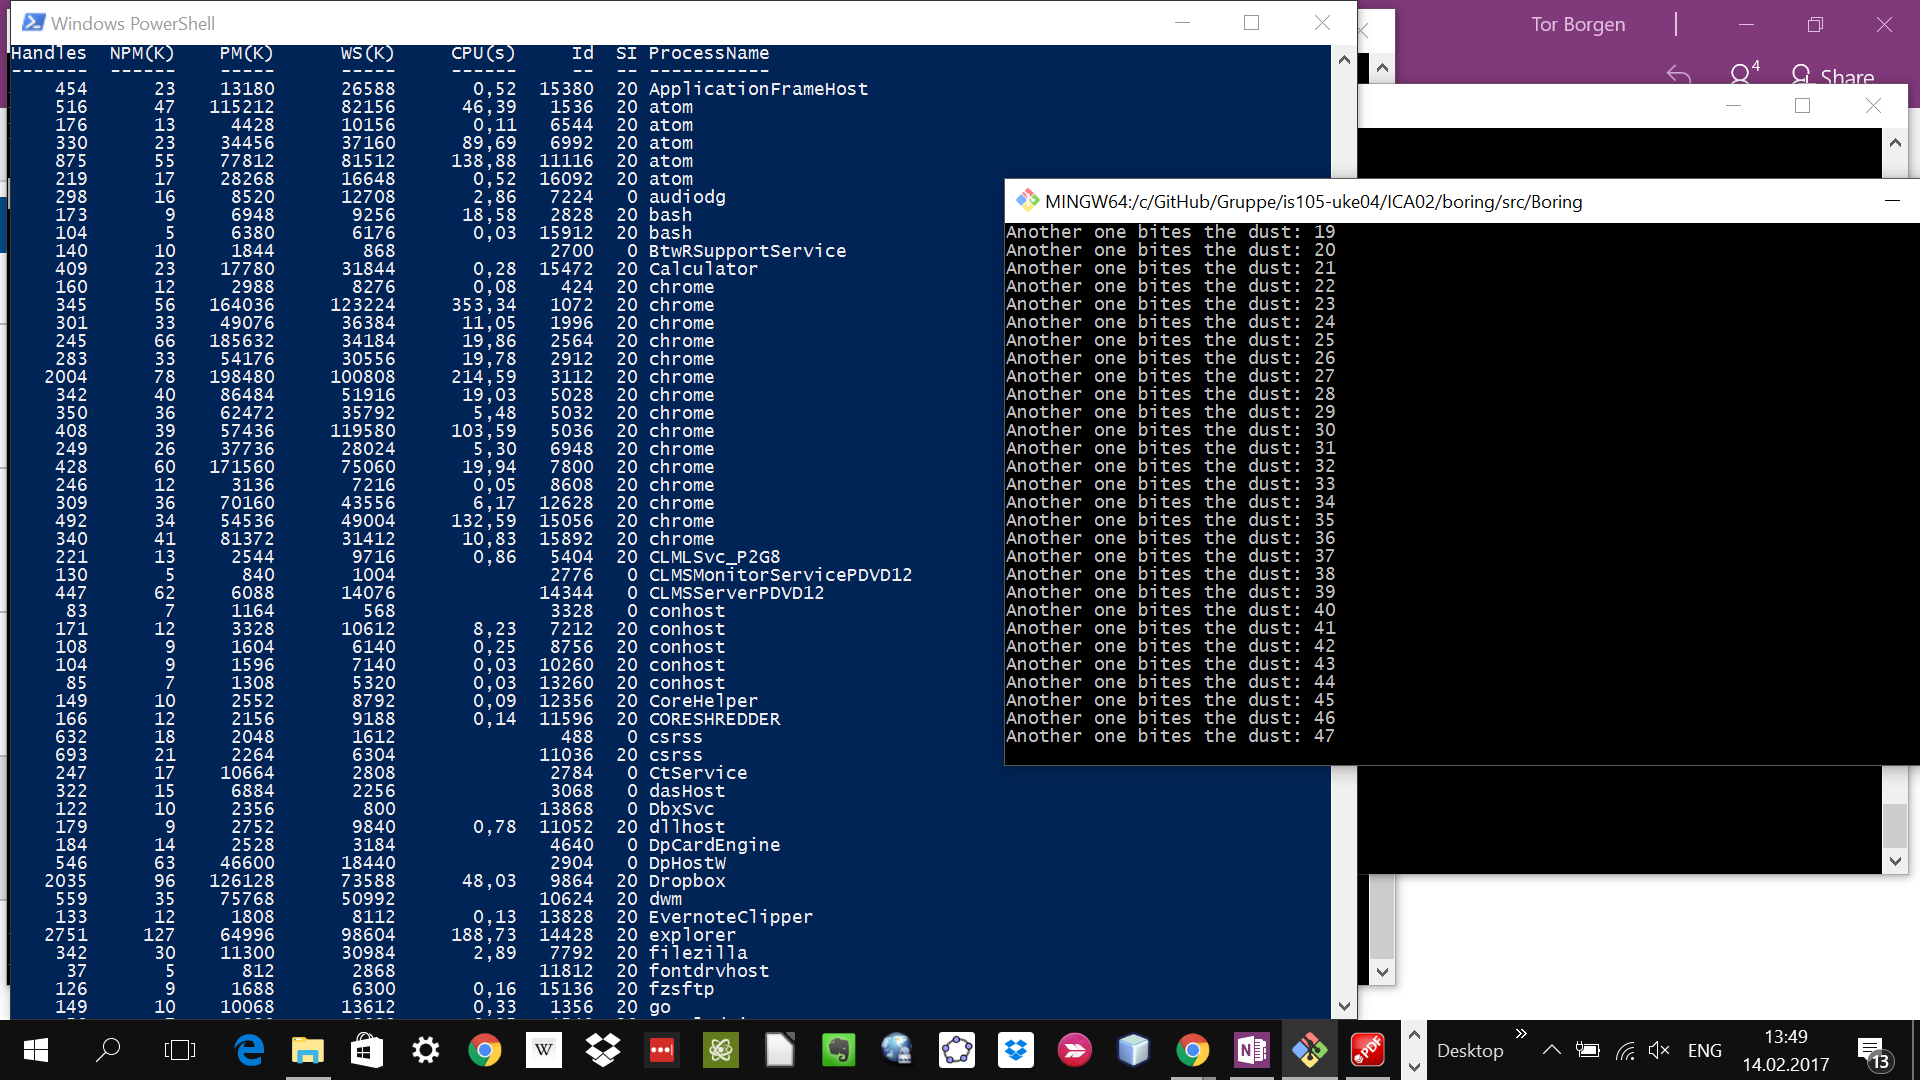 Windows PowerShell
Handles NPM(K) PM(K) WS(K) CPU(s) Id SI ProcessName
------- ------ ----- ----- ------ -- -- -----------
454 23 13180 26588 0,52 15380 20 ApplicationFrameHost
516 47 115212 82156 46,39 1536 20 atom
176 13 4428 10156 0,11 6544 20 atom
330 23 34456 37160 89,69 6992 20 atom
875 55 77812 81512 138,88 11116 20 atom
219 17 28268 16648 0,52 16092 20 atom
298 16 8520 12708 2,86 7224 0 audiodg
173 9 6948 9256 18,58 2828 20 bash
104 5 6380 6176 0,03 15912 20 bash
140 10 1844 868 2700 0 BtwRSupportService
409 23 17780 31844 0,28 15472 20 Calculator
160 12 2988 8276 0,08 424 20 chrome
345 56 164036 123224 353,34 1072 20 chrome
301 33 49076 36384 11,05 1996 20 chrome
245 66 185632 34184 19,86 2564 20 chrome
283 33 54176 30556 19,78 2912 20 chrome
2004 78 198480 100808 214,59 3112 20 chrome
342 40 86484 51916 19,03 5028 20 chrome
350 36 62472 35792 5,48 5032 20 chrome
408 39 57436 119580 103,59 5036 20 chrome
249 26 37736 28024 5,30 6948 20 chrome
428 60 171560 75060 19,94 7800 20 chrome
246 12 3136 7216 0,05 8608 20 chrome
309 36 70160 43556 6,17 12628 20 chrome
492 34 54536 49004 132,59 15056 20 chrome
340 41 81372 31412 10,83 15892 20 chrome
221 13 2544 9716 0,86 5404 20 CLMLSvc_P2G8
130 5 840 1004 2776 0 CLMSMonitorServicePDVD12
447 62 6088 14076 14344 0 CLMSServerPDVD12
83 7 1164 568 3328 0 conhost
171 12 3328 10612 8,23 7212 20 conhost
108 9 1604 6140 0,25 8756 20 conhost
104 9 1596 7140 0,03 10260 20 conhost
85 7 1308 5320 0,03 13260 20 conhost
149 10 2552 8792 0,09 12356 20 CoreHelper
166 12 2156 9188 0,14 11596 20 CORESHREDDER
632 18 2048 1612 488 0 csrss
693 21 2264 6304 11036 20 csrss
247 17 10664 2808 2784 0 CtService
322 15 6884 2256 3068 0 dasHost
122 10 2356 800 13868 0 DbxSvc
179 9 2752 9840 0,78 11052 20 dllhost
184 14 2528 3184 4640 0 DpCardEngine
546 63 46600 18440 2904 0 DpHostW
2035 96 126128 73588 48,03 9864 20 Dropbox
559 35 75768 50992 10624 20 dwm
133 12 1808 8112 0,13 13828 20 EvernoteClipper
2751 127 64996 98604 188,73 14428 20 explorer
342 30 11300 30984 2,89 7792 20 filezilla
37 5 812 2868 11812 20 fontdrvhost
126 9 1688 6300 0,16 15136 20 fzsftp
149 10 10068 13612 0,33 1356 20 go
Tor Borgen
4
Share
MINGW64:/c/GitHub/Gruppe/is105-uke04/ICA02/boring/src/Boring
Another one bites the dust: 19
Another one bites the dust: 20
Another one bites the dust: 21
Another one bites the dust: 22
Another one bites the dust: 23
Another one bites the dust: 24
Another one bites the dust: 25
Another one bites the dust: 26
Another one bites the dust: 27
Another one bites the dust: 28
Another one bites the dust: 29
Another one bites the dust: 30
Another one bites the dust: 31
Another one bites the dust: 32
Another one bites the dust: 33
Another one bites the dust: 34
Another one bites the dust: 35
Another one bites the dust: 36
Another one bites the dust: 37
Another one bites the dust: 38
Another one bites the dust: 39
Another one bites the dust: 40
Another one bites the dust: 41
Another one bites the dust: 42
Another one bites the dust: 43
Another one bites the dust: 44
Another one bites the dust: 45
Another one bites the dust: 46
Another one bites the dust: 47
W
N
PDF
Desktop
ENG
13:49
14.02.2017
13